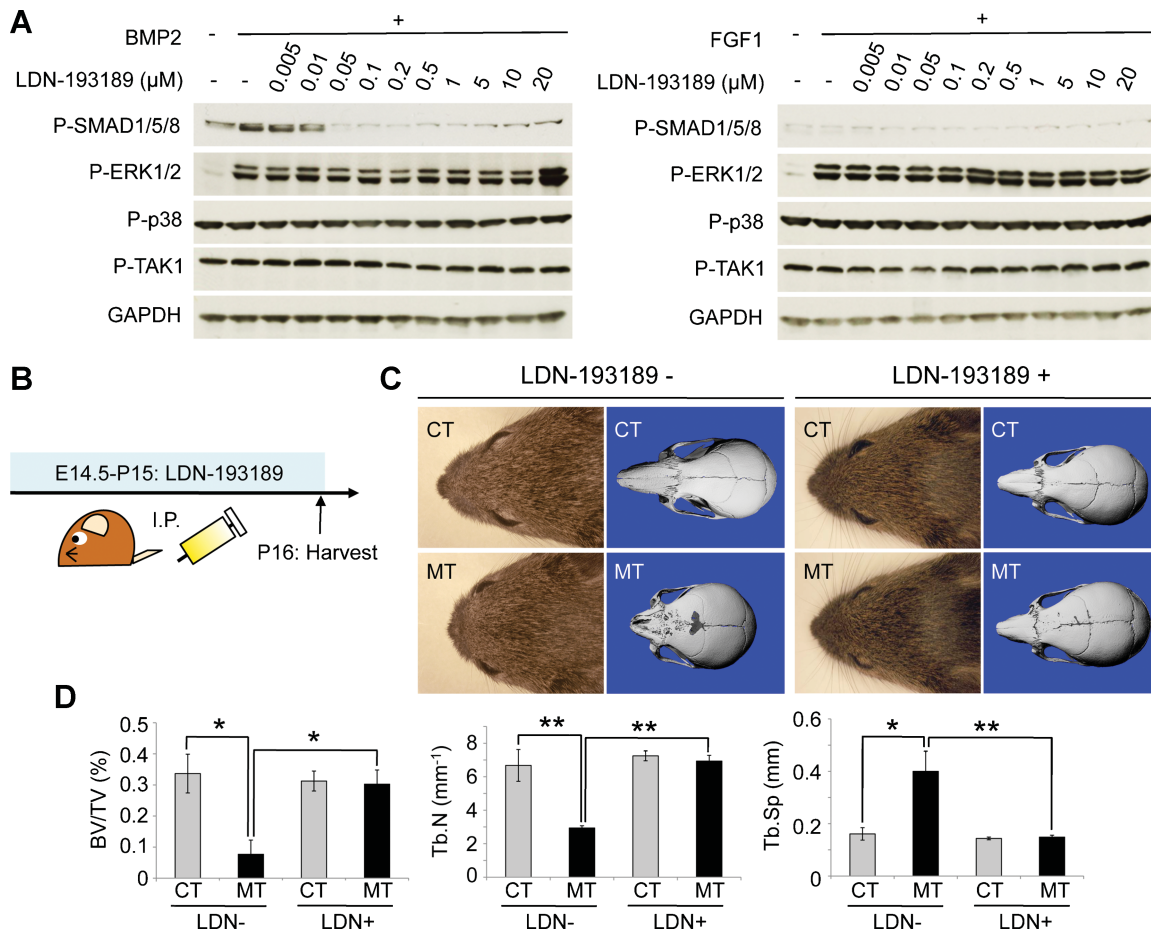 A
BMP2 - +
LDN-193189 (µM) - - 0.005 0.01 0.05 0.1 0.2 0.5 1 5 10 20
P-SMAD1/5/8
P-ERK1/2
P-p38
P-TAK1
GAPDH
FGF1 - +
LDN-193189 (µM) - - 0.005 0.01 0.05 0.1 0.2 0.5 1 5 10 20
P-SMAD1/5/8
P-ERK1/2
P-p38
P-TAK1
GAPDH
B
E14.5-P15: LDN-193189
I.P.
P16: Harvest
C
LDN-193189 - LDN-193189 +
CT CT CT CT
MT MT MT MT
D
BV/TV (%)
0.5
0.4
0.3
0.2
0.1
0
* *
CT MT CT MT
LDN- LDN+
Tb.N (mm-1)
8
6
4
2
0
** **
CT MT CT MT
LDN- LDN+
Tb.Sp (mm)
0.6
0.4
0.2
0
* **
CT MT CT MT
LDN- LDN+